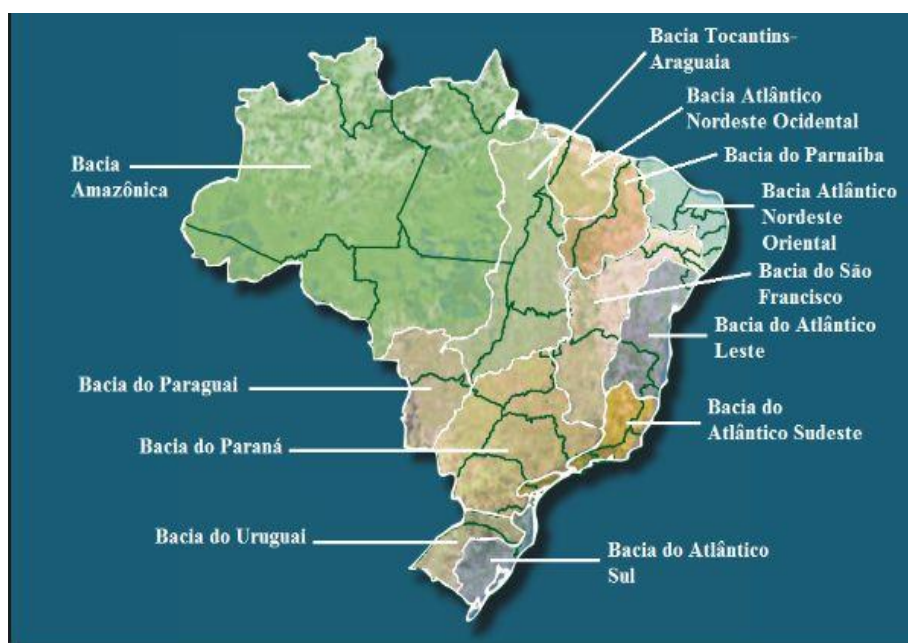 Bacia Tocantins-
Araguaia
Bacia Atlântico
Nordeste Ocidental
Bacia do Parnaíba
Bacia
Amazônica
Bacia Atlântico
Nordeste
Oriental
Bacia do São
Francisco
Bacia do Atlântico
Leste
Bacia do Paraguai
Bacia do
Atlântico Sudeste
Bacia do Paraná
Bacia do Uruguai
Bacia do Atlântico
Sul